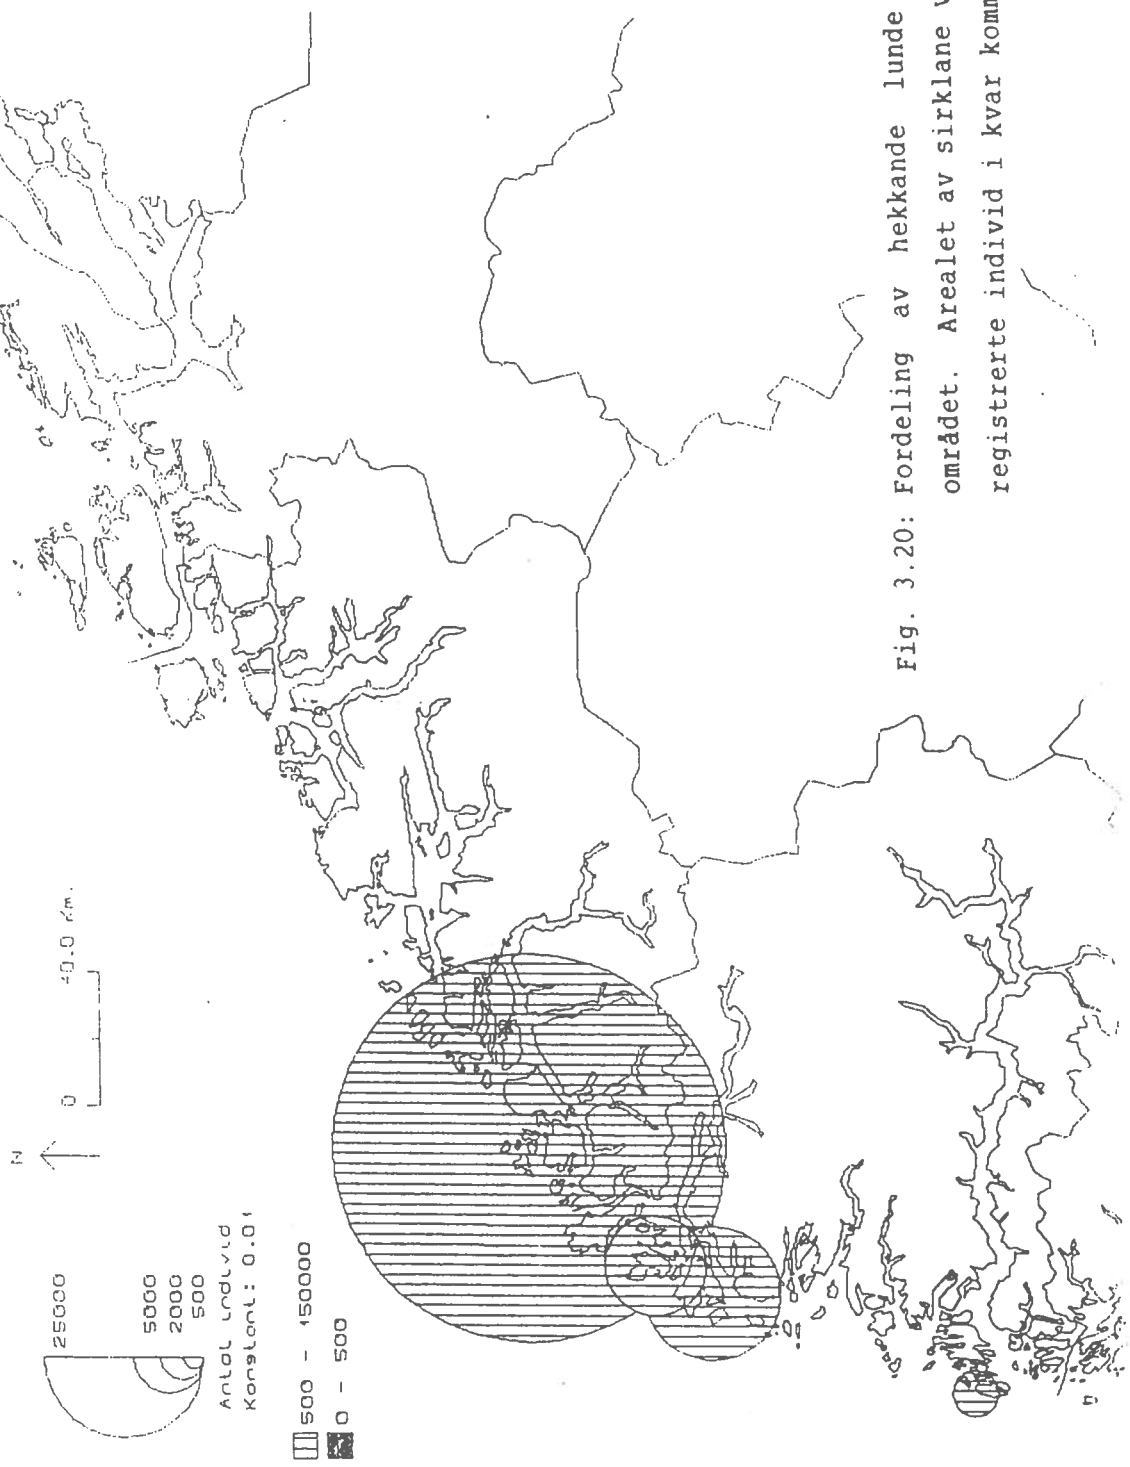 25000
5000
2000
500
Antal individ
Konstant: 0.01
500 - 150000
0 - 500
N
0 40.0 Km.
Fig. 3.20: Fordeling av hekkande lunde
området. Arealet av sirklane
registrerte individ i kvar